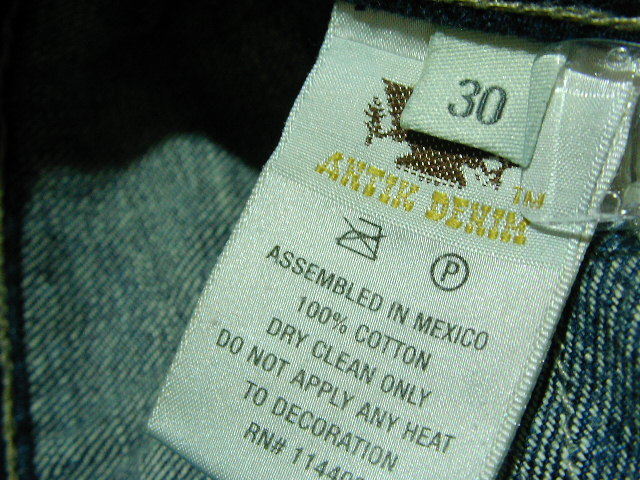 30
ANTIK DENIM TM
P
ASSEMBLED IN MEXICO
100% COTTON
DRY CLEAN ONLY
DO NOT APPLY ANY HEAT
TO DECORATION
RN#